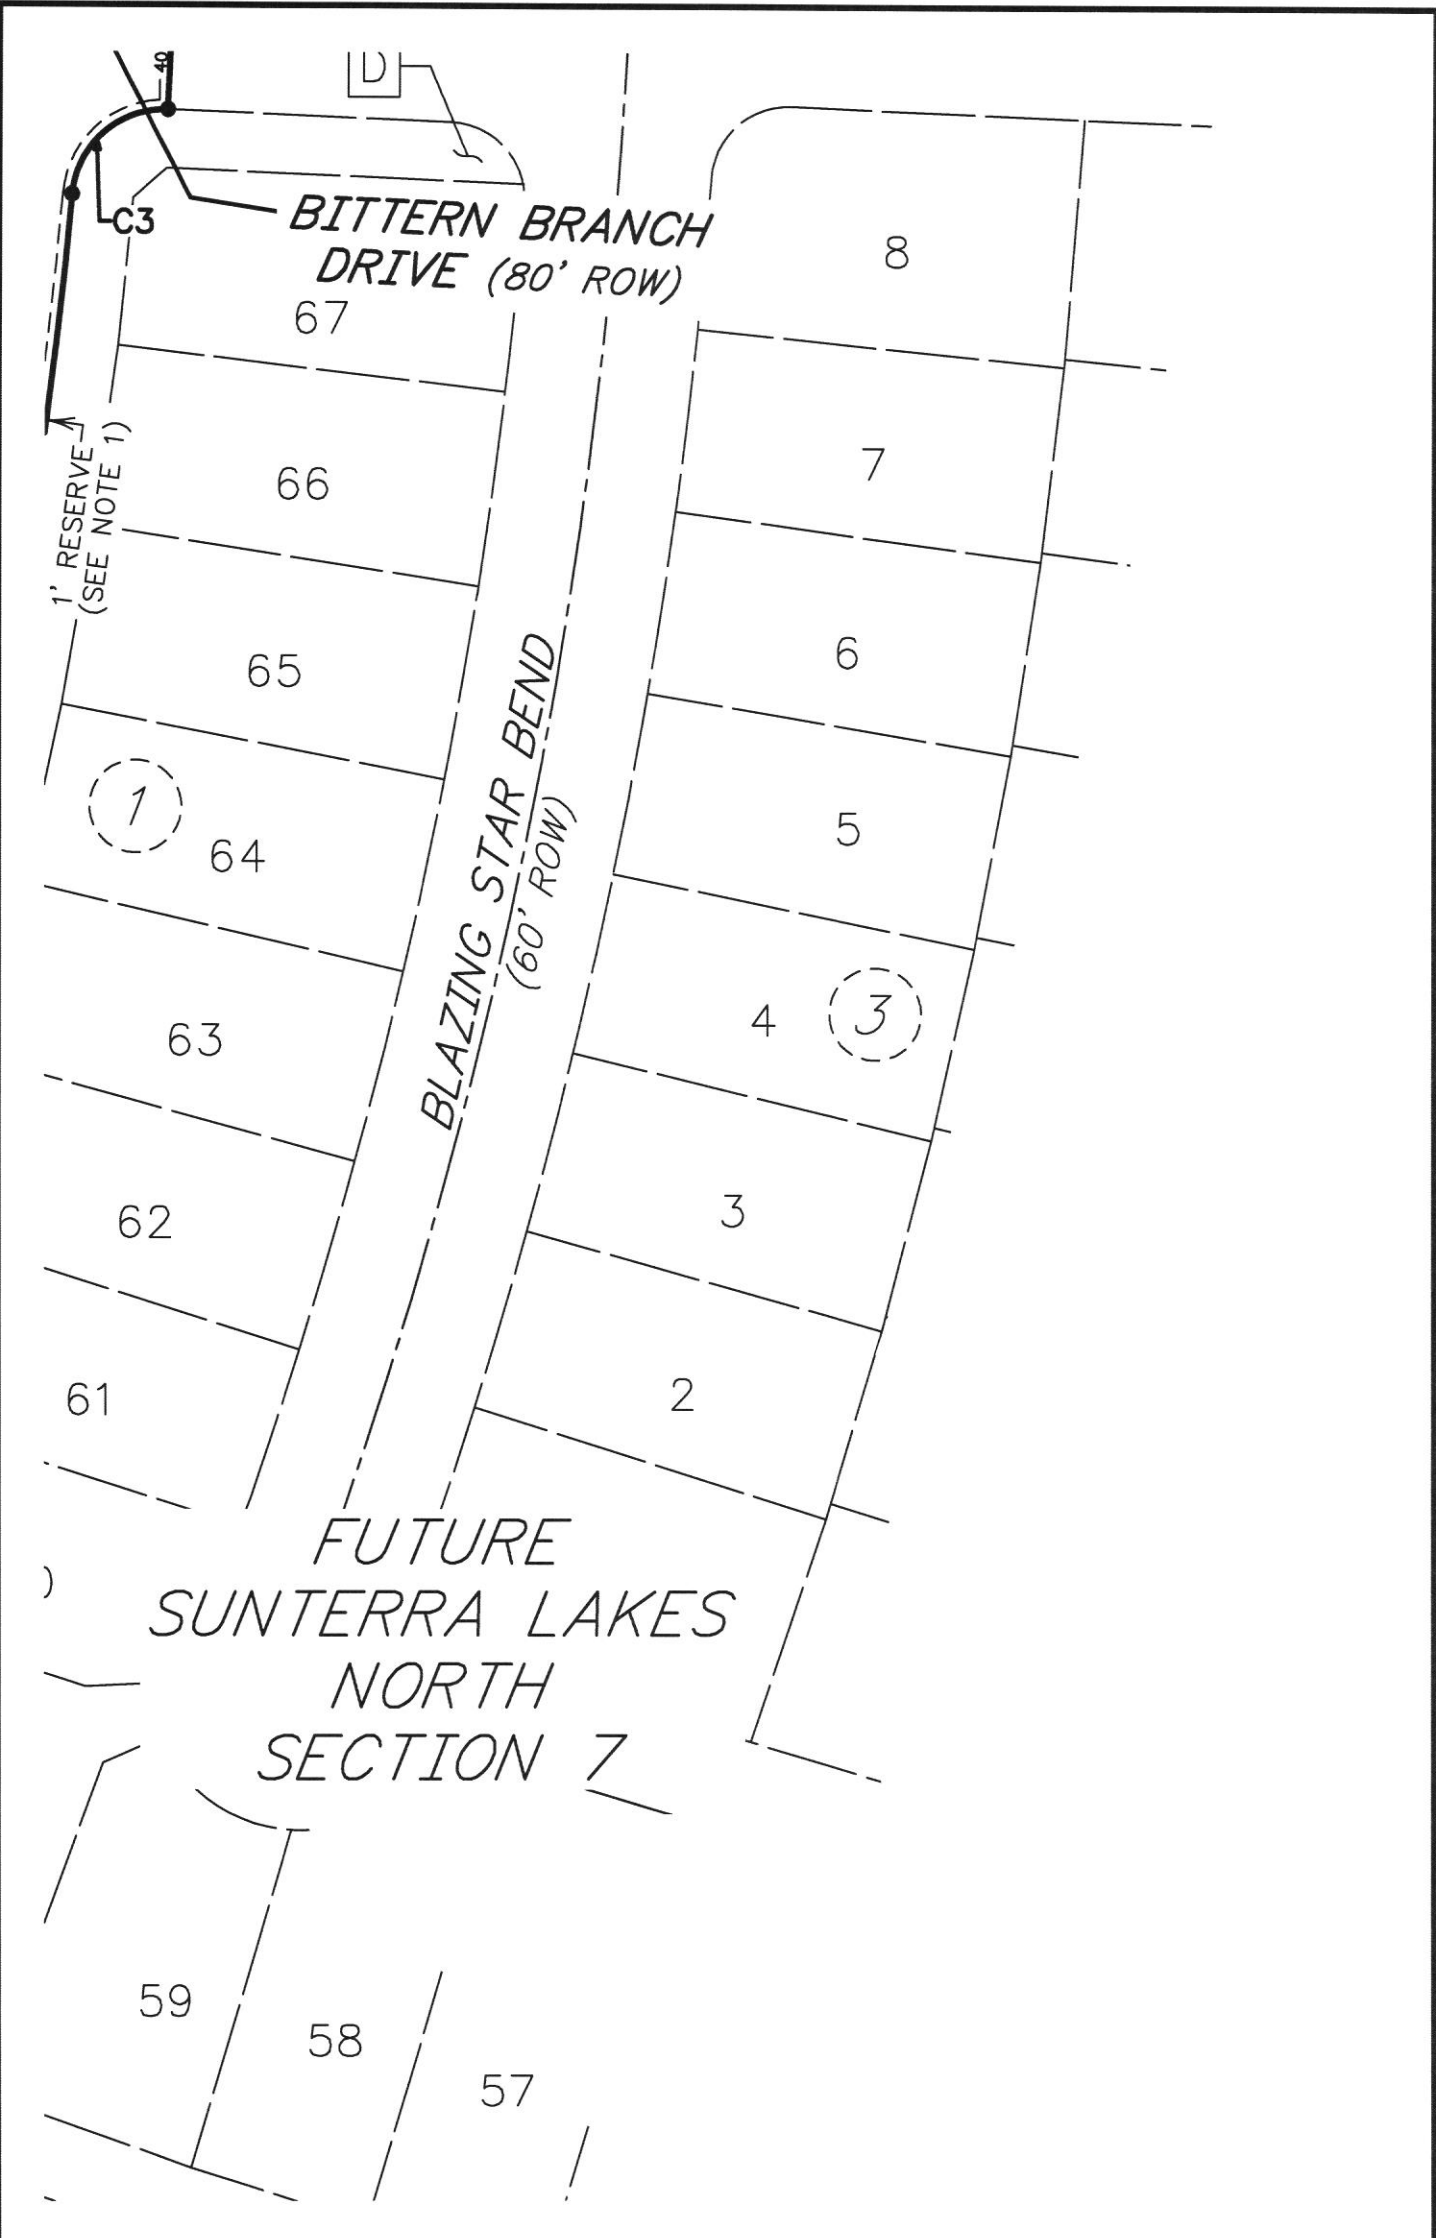 40
D
C3
BITTERN BRANCH
DRIVE (80' ROW)
8
67
7
1' RESERVE
(SEE NOTE 1)
66
6
65
BLAZING STAR BEND
(60' ROW)
1
64
5
4
3
63
3
62
2
61
FUTURE
SUNTERRA LAKES
NORTH
SECTION 7
)
59
58
57